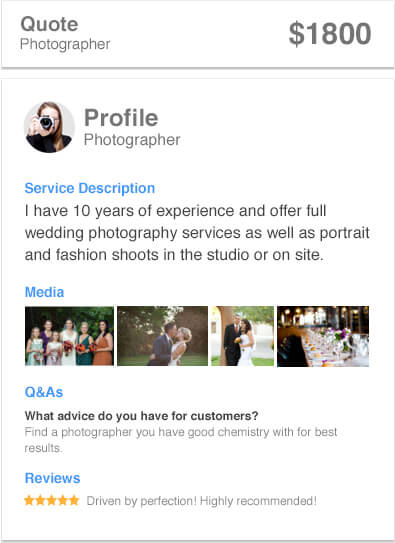 Quote
Photographer
$1800
Profile
Photographer
Service Description
I have 10 years of experience and offer full
wedding photography services as well as portrait
and fashion shoots in the studio or on site.
Media
Q&As
What advice do you have for customers?
Find a photographer you have good chemistry with for best
results.
Reviews
Driven by perfection! Highly recommended!